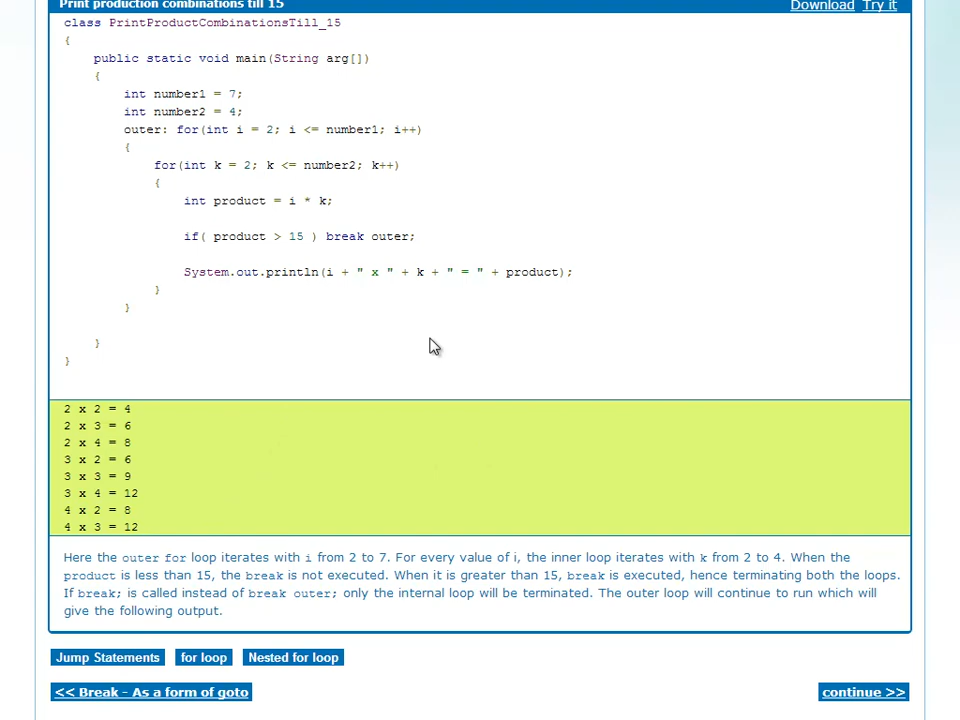 Print production combinations till 15
Download Try it
class PrintProductCombinationsTill_15
{
public static void main(String arg[])
{
int number1 = 7;
int number2 = 4;
outer: for(int i = 2; i <= number1; i++)
{
for(int k = 2; k <= number2; k++)
{
int product = i * k;
if( product > 15 ) break outer;
System.out.println(i + " x " + k + " = " + product);
}
}
}
}
2 x 2 = 4
2 x 3 = 6
2 x 4 = 8
3 x 2 = 6
3 x 3 = 9
3 x 4 = 12
4 x 2 = 8
4 x 3 = 12
Here the outer for loop iterates with i from 2 to 7. For every value of i, the inner loop iterates with k from 2 to 4. When the
product is less than 15, the break is not executed. When it is greater than 15, break is executed, hence terminating both the loops.
If break; is called instead of break outer; only the internal loop will be terminated. The outer loop will continue to run which will
give the following output.
Jump Statements for loop Nested for loop
<< Break - As a form of goto
continue >>